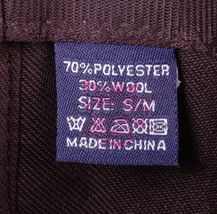 70%POLYESTER
30%WOOL
SIZE: S/M
MADE IN CHINA